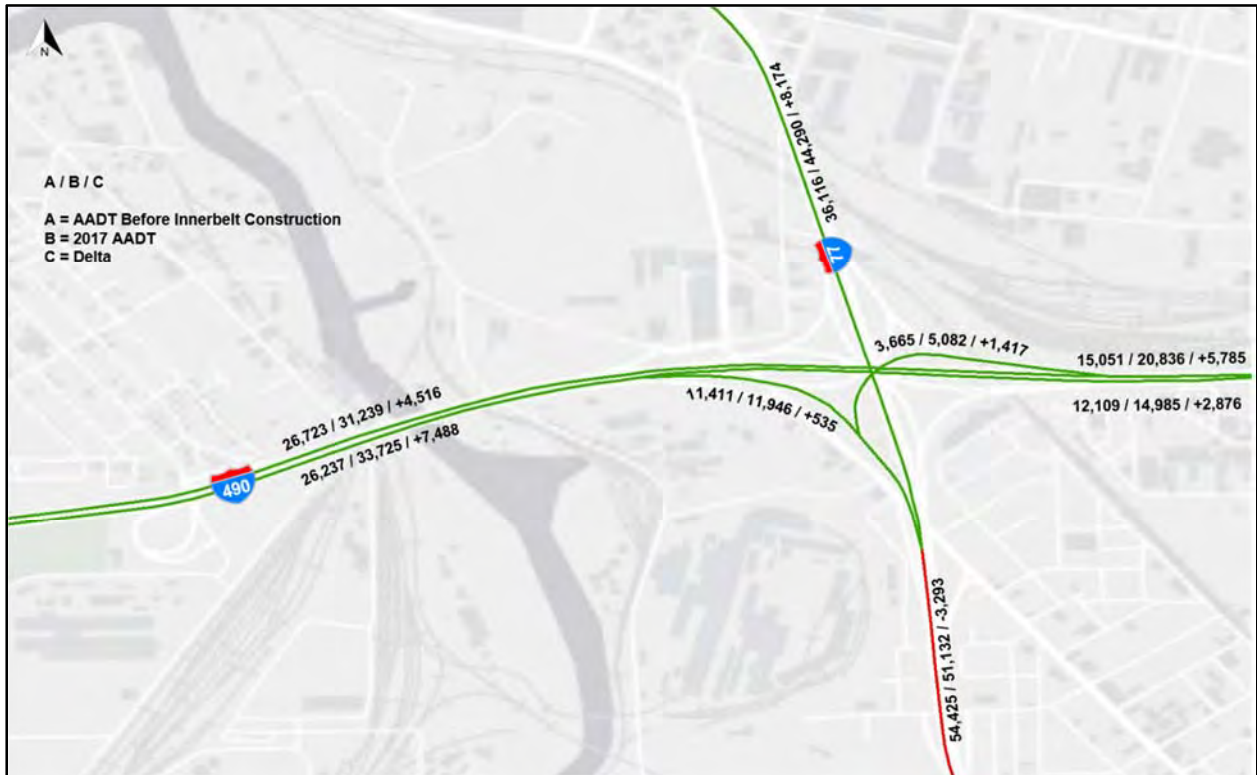 N
A / B / C
A = AADT Before Innerbelt Construction
B = 2017 AADT
C = Delta
36,116 / 44,290 / +8,174
77
3,665 / 5,082 / +1,417
15,051 / 20,836 / +5,785
11,411 / 11,946 / +535
12,109 / 14,985 / +2,876
26,723 / 31,239 / +4,516
26,237 / 33,725 / +7,488
490
54,425 / 51,132 / -3,293